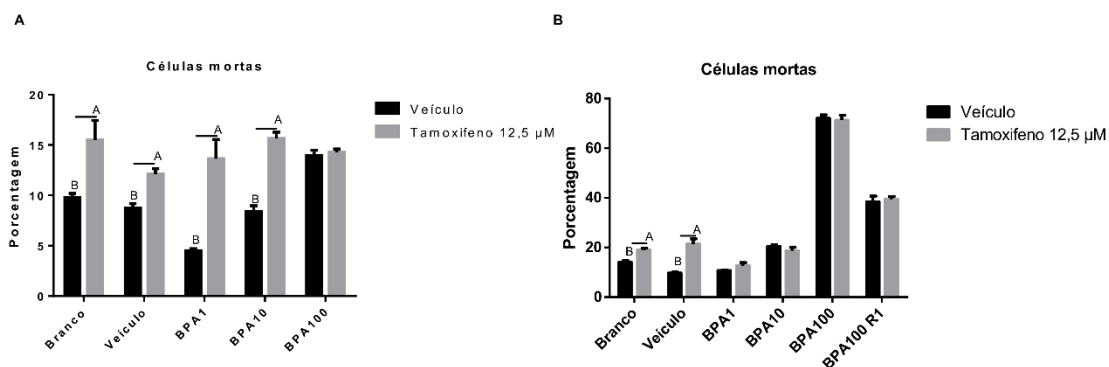 A
Células mortas
Veículo
Tamoxifeno 12,5 µM
Porcentagem
20
15
10
5
0
B
A
B
A
B
A
B
A
Branco
Veículo
BPA1
BPA10
BPA100
B
Células mortas
Veículo
Tamoxifeno 12,5 µM
Porcentagem
80
60
40
20
0
B
A
B
A
Branco
Veículo
BPA1
BPA10
BPA100
BPA100 R1